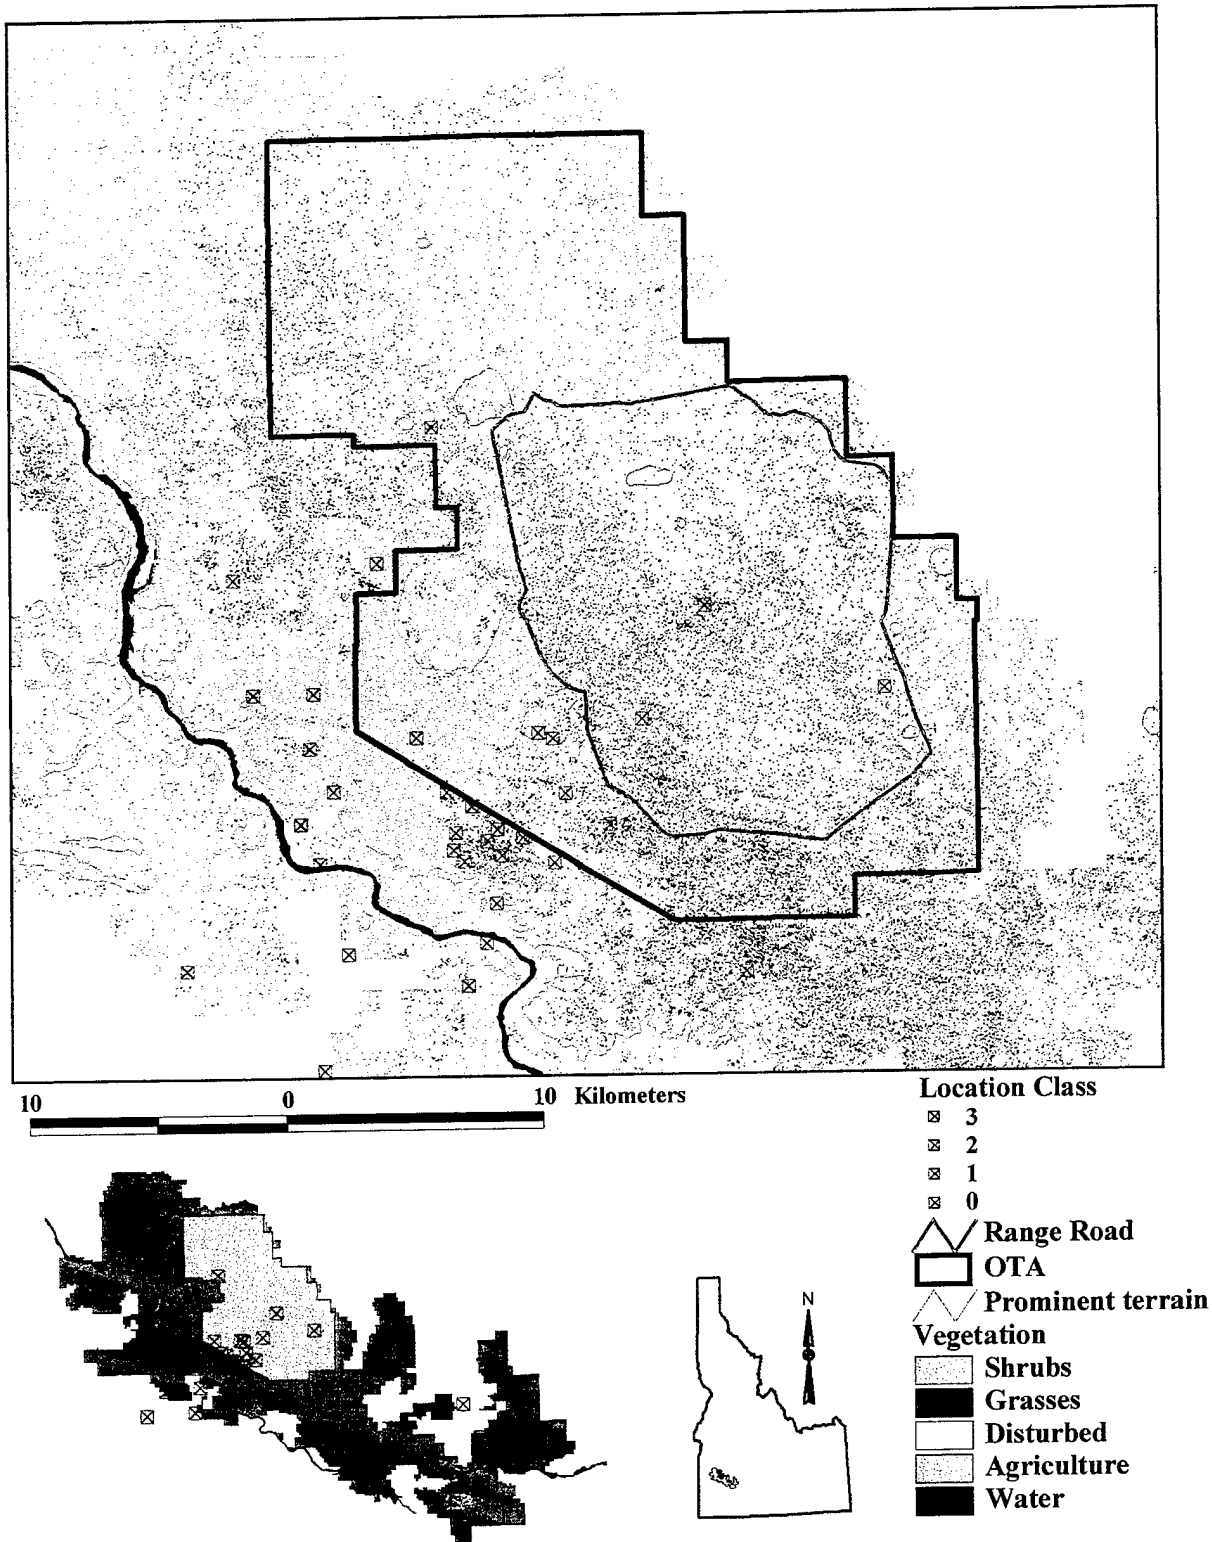 10 0 10 Kilometers
Location Class
3
2
1
0
Range Road
OTA
Prominent terrain
Vegetation
Shrubs
Grasses
Disturbed
Agriculture
Water
N